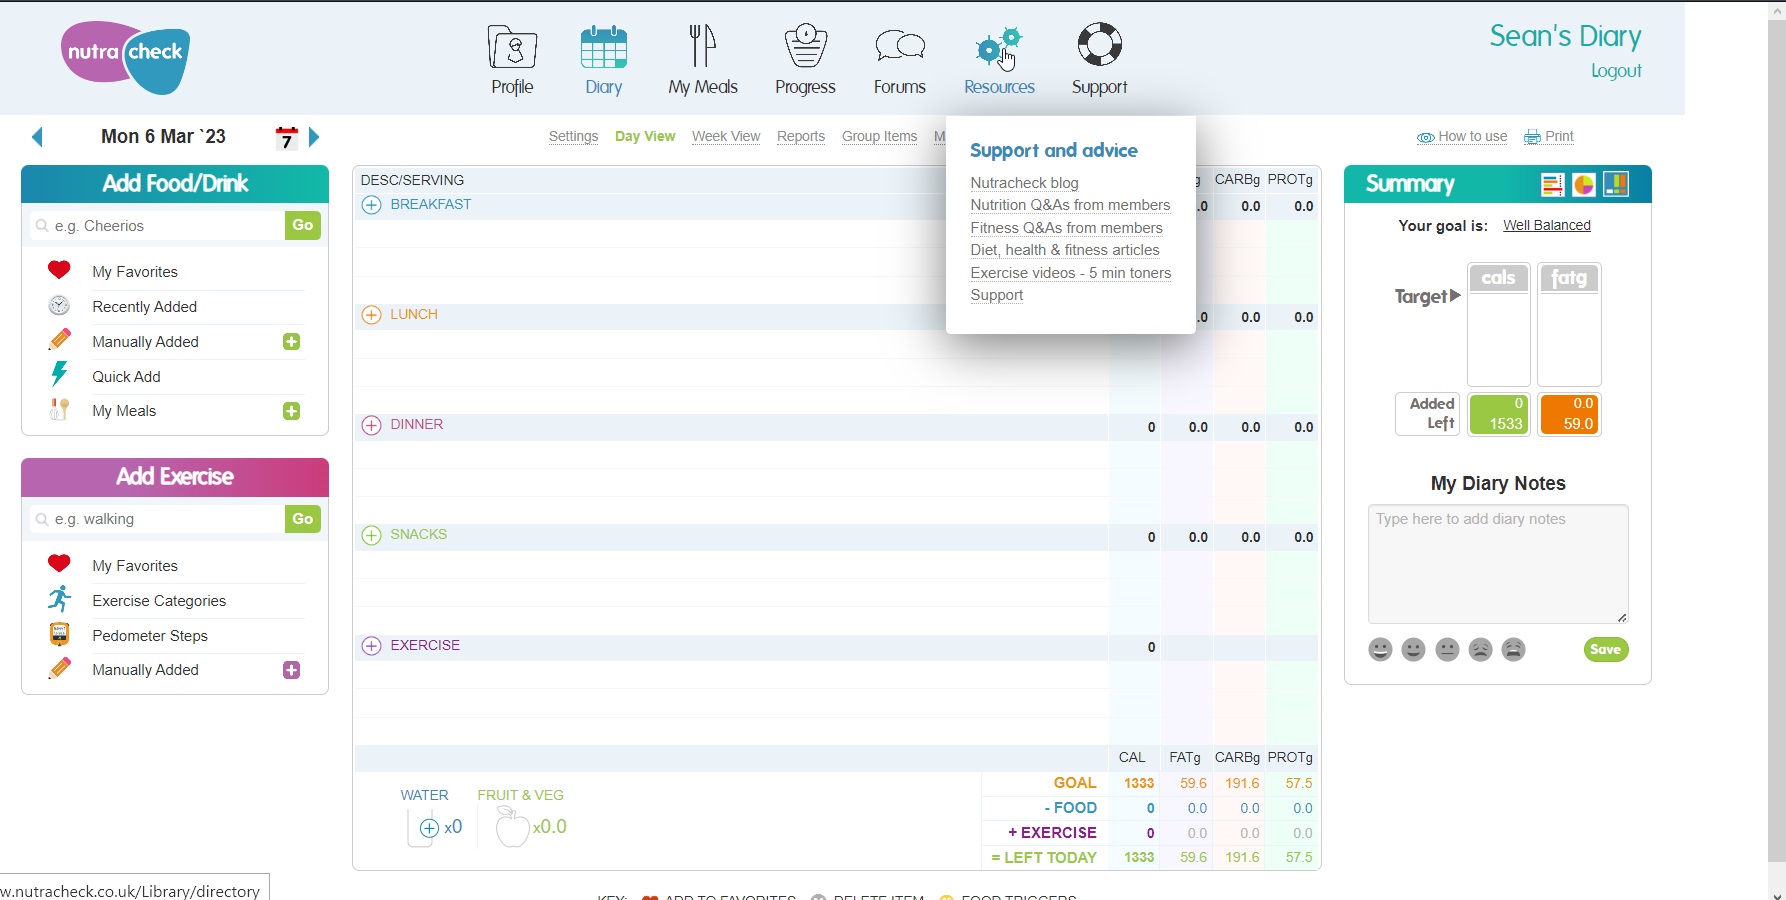 nutra check
Profile
Diary
My Meals
Progress
Forums
Resources
Support
Sean's Diary
Logout
Mon 6 Mar `23
7
Settings
Day View
Week View
Reports
Group Items
M
How to use
Print
Support and advice
Nutracheck blog
Nutrition Q&As from members
Fitness Q&As from members
Diet, health & fitness articles
Exercise videos - 5 min toners
Support
Add Food/Drink
e.g. Cheerios
Go
My Favorites
Recently Added
Manually Added
Quick Add
My Meals
Add Exercise
e.g. walking
Go
My Favorites
Exercise Categories
Pedometer Steps
Manually Added
DESC/SERVING g CARBg PROTg
BREAKFAST .0 0.0 0.0
LUNCH .0 0.0 0.0
DINNER 0 0.0 0.0 0.0
SNACKS 0 0.0 0.0 0.0
EXERCISE 0
CAL FATg CARBg PROTg
GOAL 1333 59.6 191.6 57.5
- FOOD 0 0.0 0.0 0.0
+ EXERCISE 0 0.0 0.0 0.0
= LEFT TODAY 1333 59.6 191.6 57.5
WATER
x0
FRUIT & VEG
x0.0
Summary
Your goal is: Well Balanced
cals fatg
Target
Added 0 0.0
Left 1533 59.0
My Diary Notes
Type here to add diary notes
Save
w.nutracheck.co.uk/Library/directory
KEY: ADD TO FAVORITES DELETE ITEM FOOD TRIGGERS